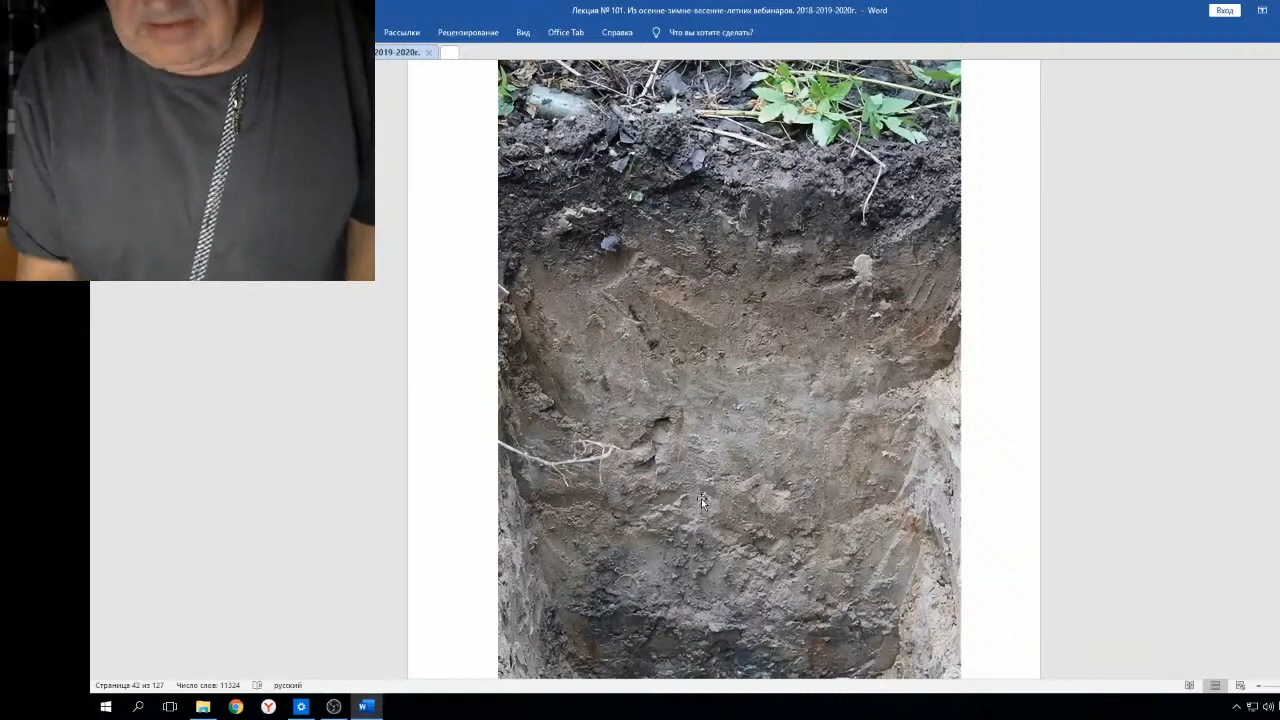 Лекция № 101. Из осенне-зимне-весенне-летних вебинаров. 2018-2019-2020г. - Word
Вход
Рассылки Рецензирование Вид Office Tab Справка Что вы хотите сделать?
2019-2020г.
Страница 42 из 127 Число слов: 11324 русский